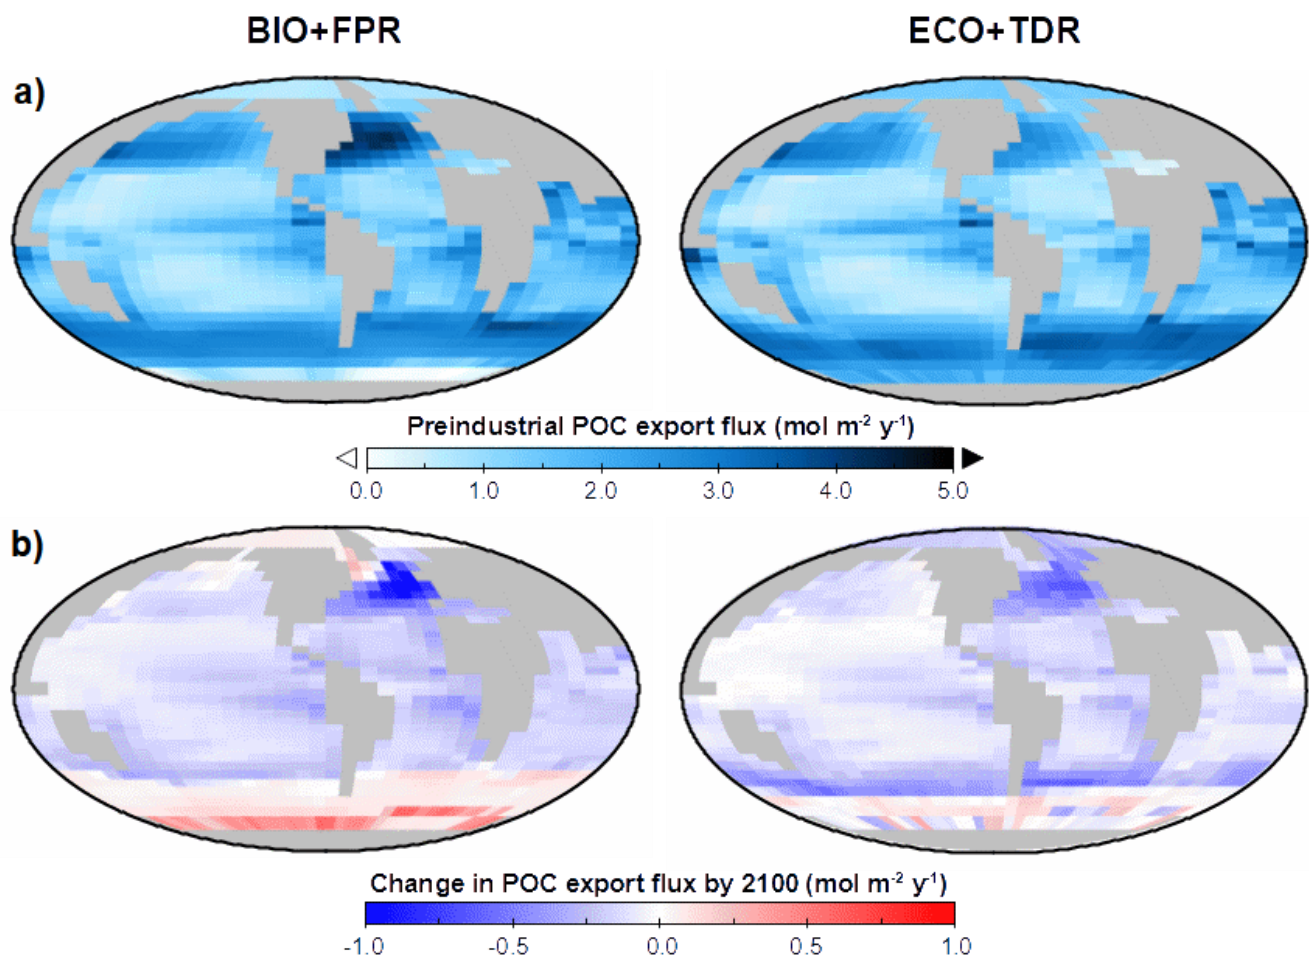 BIO+FPR ECO+TDR
a)
Preindustrial POC export flux (mol m⁻² y⁻¹)
0.0 1.0 2.0 3.0 4.0 5.0
b)
Change in POC export flux by 2100 (mol m⁻² y⁻¹)
-1.0 -0.5 0.0 0.5 1.0